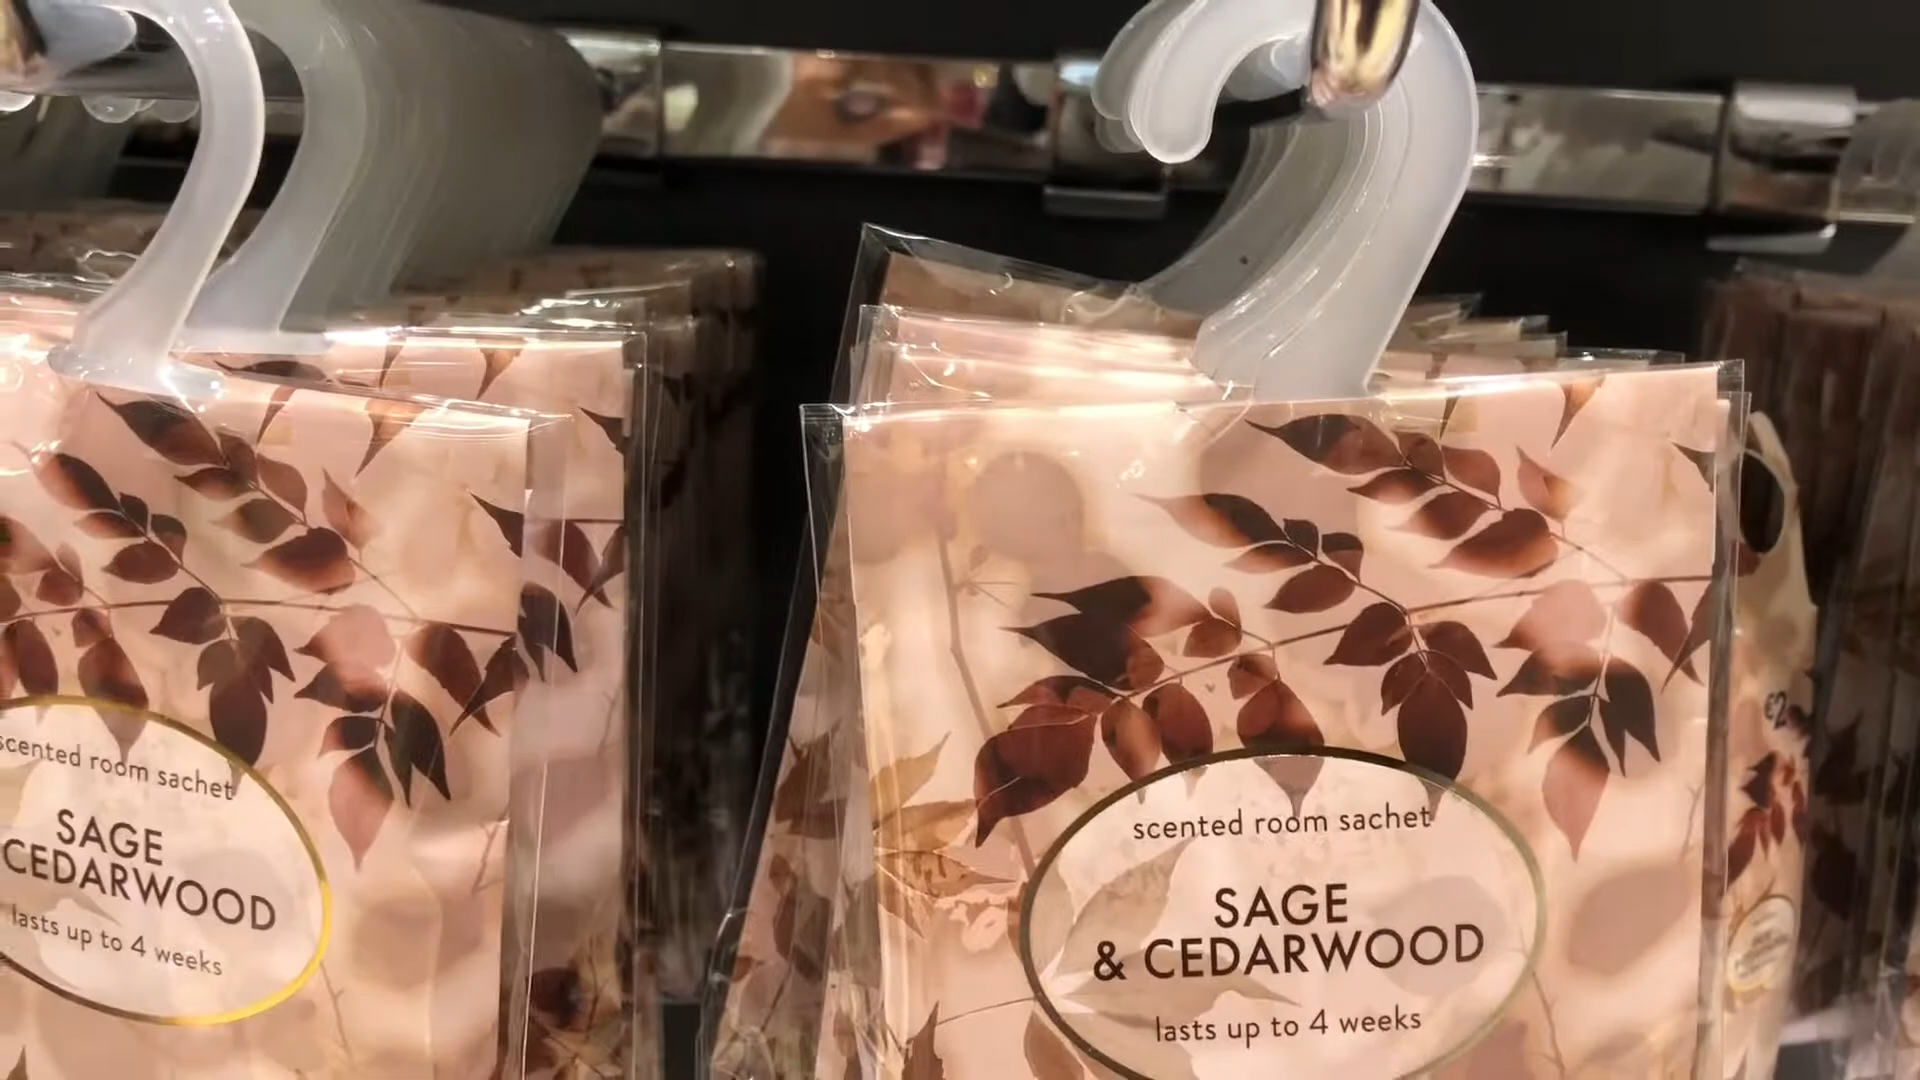 scented room sachet
SAGE
CEDARWOOD
lasts up to 4 weeks
scented room sachet
SAGE
& CEDARWOOD
lasts up to 4 weeks
€2